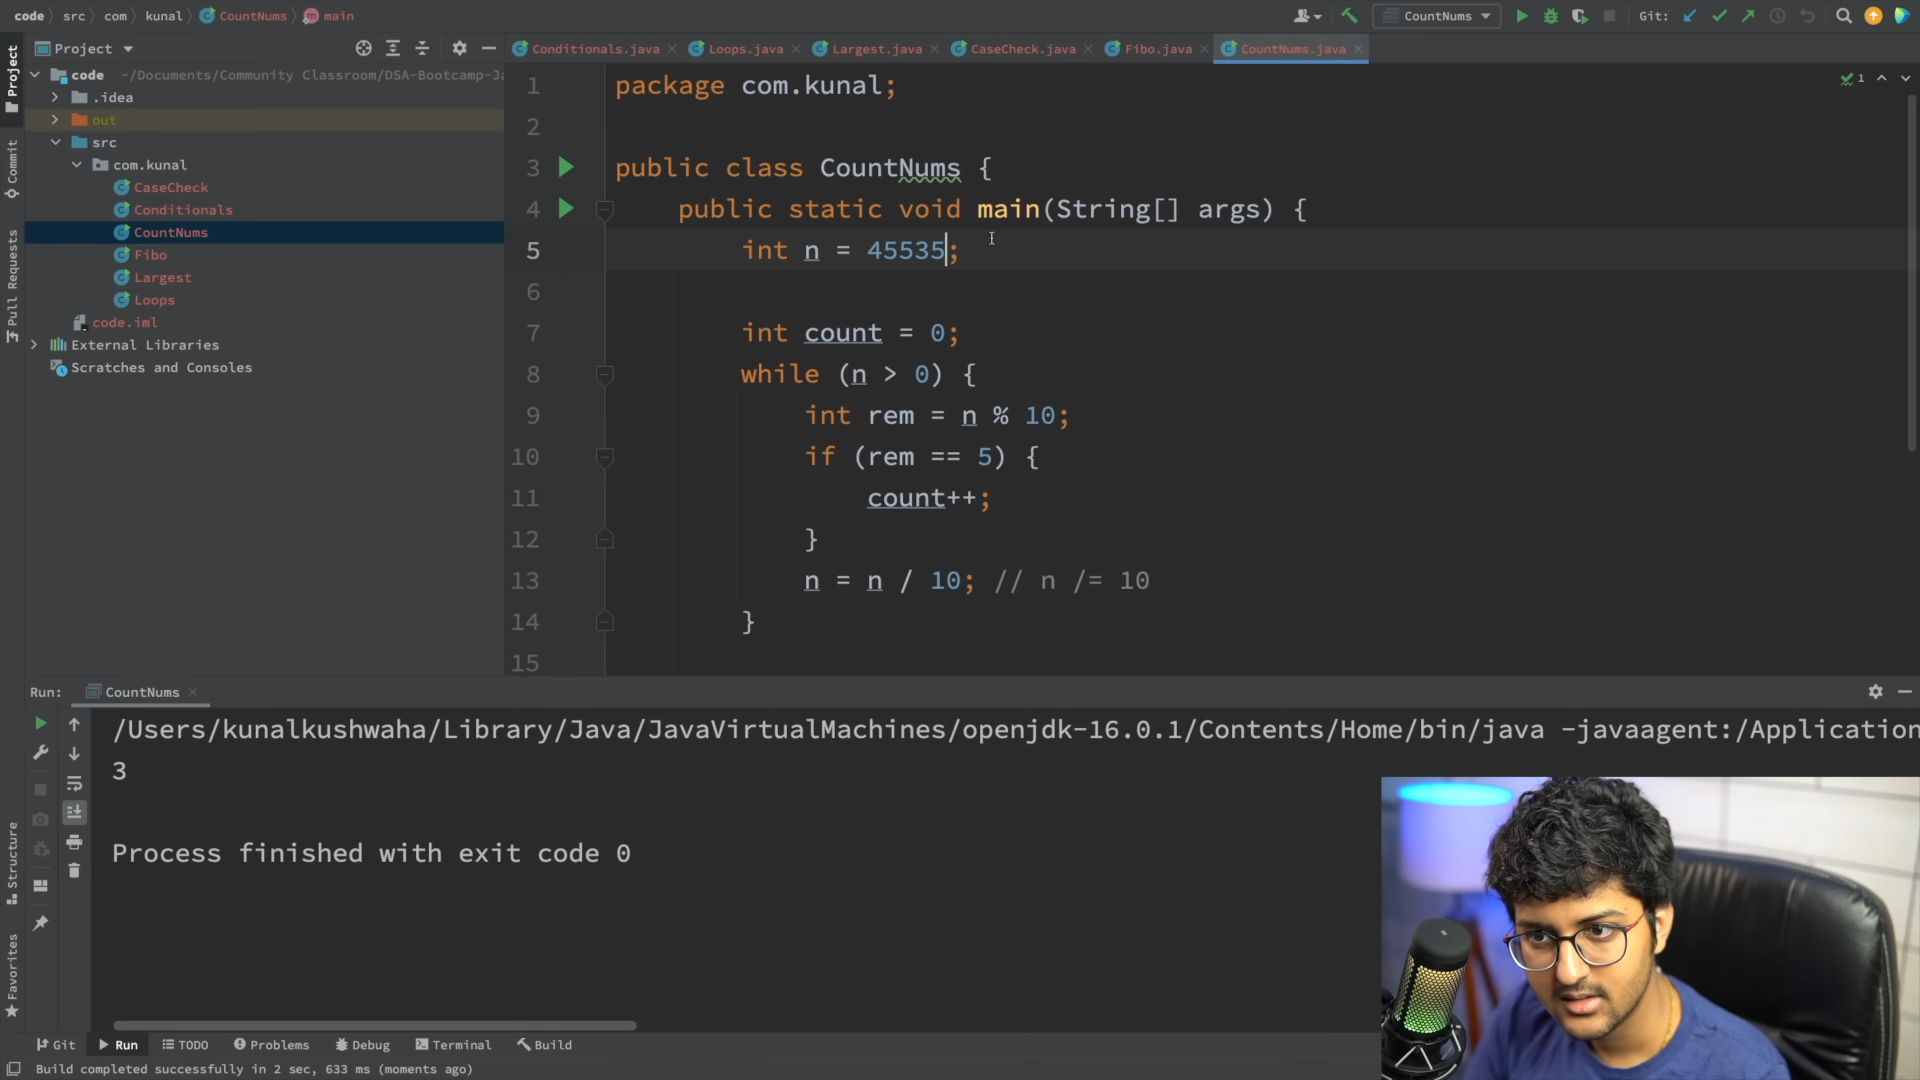 code src com kunal CountNums main
CountNums Git:
Project
Conditionals.java Loops.java Largest.java CaseCheck.java Fibo.java CountNums.java
code ~/Documents/Community Classroom/DSA-Bootcamp-Ja
.idea
out
src
com.kunal
CaseCheck
Conditionals
CountNums
Fibo
Largest
Loops
code.iml
External Libraries
Scratches and Consoles
Project
Commit
Pull Requests
Structure
Favorites
1 package com.kunal;
2
3 public class CountNums {
4 public static void main(String[] args) {
5 int n = 45535;
6
7 int count = 0;
8 while (n > 0) {
9 int rem = n % 10;
10 if (rem == 5) {
11 count++;
12 }
13 n = n / 10; // n /= 10
14 }
15
1
Run: CountNums
/Users/kunalkushwaha/Library/Java/JavaVirtualMachines/openjdk-16.0.1/Contents/Home/bin/java -javaagent:/Application
3
Process finished with exit code 0
Git Run TODO Problems Debug Terminal Build
Build completed successfully in 2 sec, 633 ms (moments ago)